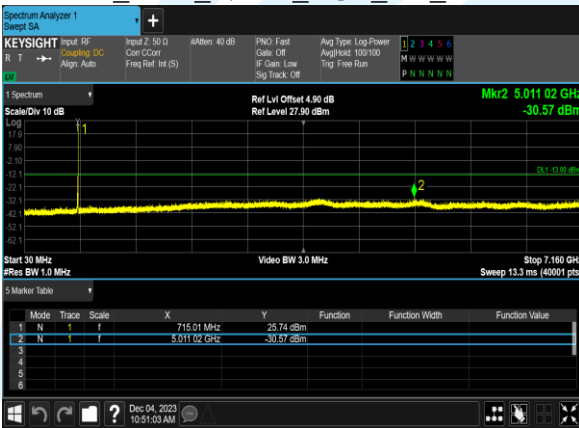 Spectrum Analyzer 1
Swept SA
+
KEYSIGHT Input: RF Input Z: 50 Ω #Atten: 40 dB PNO: Fast Avg Type: Log-Power 1 2 3 4 5 6
R T Coupling: DC Corr CCorr Gate: Off Avg|Hold: 100/100 M W W W W W
Align: Auto Freq Ref: Int (S) IF Gain: Low Trig: Free Run P N N N N N
Sig Track: Off
LV
1 Spectrum Ref Lvl Offset 4.90 dB Mkr2 5.011 02 GHz
Scale/Div 10 dB Ref Level 27.90 dBm -30.57 dBm
Log
17.9 1
7.90
-2.10
-12.1 DL1 -13.00 dBm
-22.1 2
-32.1
-42.1
-52.1
-62.1
Start 30 MHz Video BW 3.0 MHz Stop 7.160 GHz
#Res BW 1.0 MHz Sweep 13.3 ms (40001 pts
5 Marker Table
Mode Trace Scale X Y Function Function Width Function Value
1 N 1 f 715.01 MHz 25.74 dBm
2 N 1 f 5.011 02 GHz -30.57 dBm
3
4
5
6
? Dec 04, 2023
10:51:03 AM